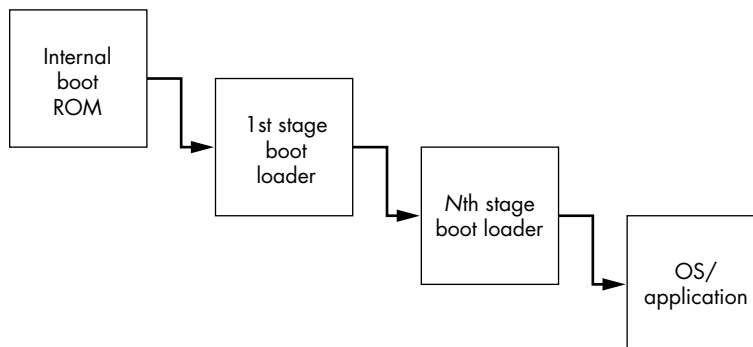 Internal
boot
ROM
1st stage
boot
loader
Nth stage
boot loader
OS/
application